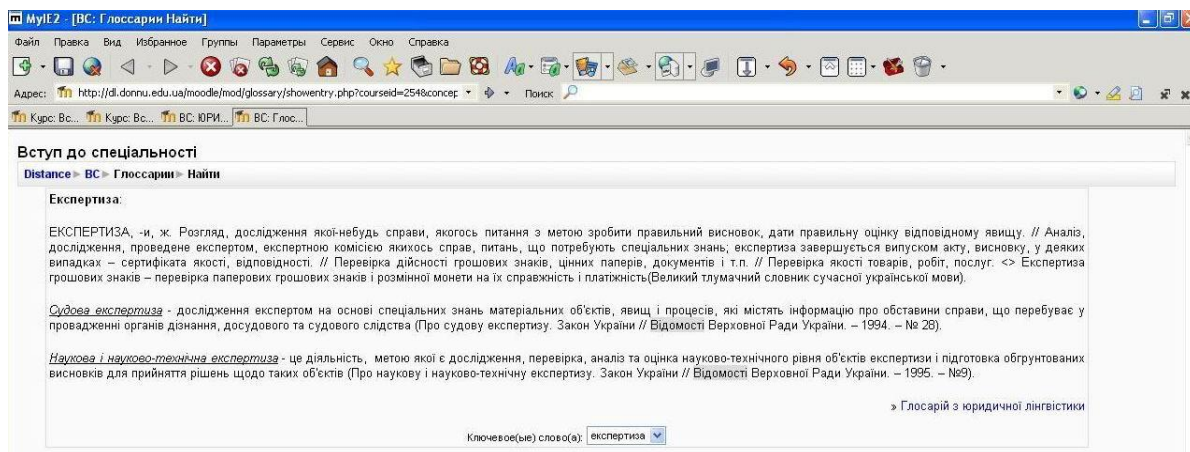 MyIE2 - [ВС: Глоссарии Найти]
Файл Правка Вид Избранное Группы Параметры Сервис Окно Справка
Адрес: http://dl.donnu.edu.ua/moodle/mod/glossary/showentry.php?courseid=254&concep Поиск
Курс: Вс... Курс: Вс... ВС: ЮРИ... ВС: Глос...
Вступ до спеціальності
Distance ► ВС ► Глоссарии ► Найти
Експертиза:
ЕКСПЕРТИЗА, -и, ж. Розгляд, дослідження якої-небудь справи, якогось питання з метою зробити правильний висновок, дати правильну оцінку відповідному явищу. // Аналіз,
дослідження, проведене експертом, експертною комісією якихось справ, питань, що потребують спеціальних знань; експертиза завершується випуском акту, висновку, у деяких
випадках – сертифіката якості, відповідності. // Перевірка дійсності грошових знаків, цінних паперів, документів і т.п. // Перевірка якості товарів, робіт, послуг. <> Експертиза
грошових знаків – перевірка паперових грошових знаків і розмінної монети на їх справжність і платіжність(Великий тлумачний словник сучасної української мови).
Судова експертиза - дослідження експертом на основі спеціальних знань матеріальних об'єктів, явищ і процесів, які містять інформацію про обставини справи, що перебуває у
провадженні органів дізнання, досудового та судового слідства (Про судову експертизу. Закон України // Відомості Верховної Ради України. – 1994. – № 28).
Наукова і науково-технічна експертиза - це діяльність, метою якої є дослідження, перевірка, аналіз та оцінка науково-технічного рівня об'єктів експертизи і підготовка обґрунтованих
висновків для прийняття рішень щодо таких об'єктів (Про наукову і науково-технічну експертизу. Закон України // Відомості Верховної Ради України. – 1995. – №9).
» Глосарій з юридичної лінгвістики
Ключевое(ые) слово(а): експертиза